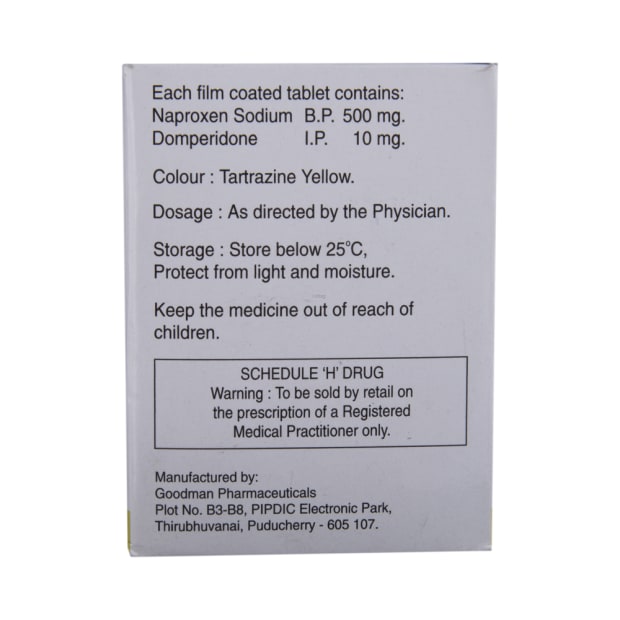 Each film coated tablet contains:
Naproxen Sodium B.P. 500 mg.
Domperidone I.P. 10 mg.
Colour : Tartrazine Yellow.
Dosage : As directed by the Physician.
Storage : Store below 25°C,
Protect from light and moisture.
Keep the medicine out of reach of
children.
SCHEDULE 'H' DRUG
Warning : To be sold by retail on
the prescription of a Registered
Medical Practitioner only.
Manufactured by:
Goodman Pharmaceuticals
Plot No. B3-B8, PIPDIC Electronic Park,
Thirubhuvanai, Puducherry - 605 107.